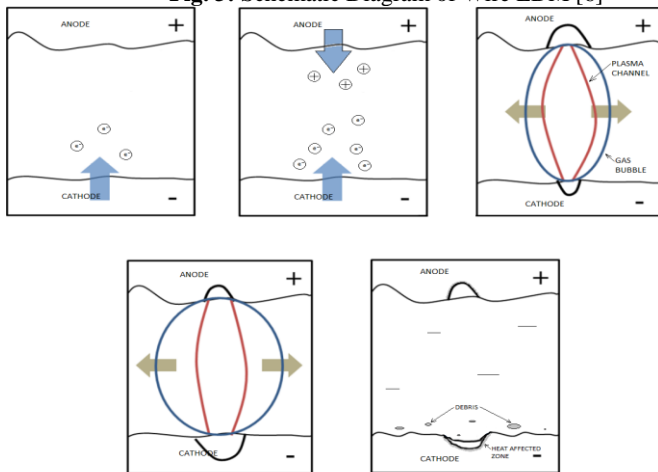 Fig. 3. Schematic Diagram of Wire EDM [6]
ANODE +
e⁻
e⁻
e⁻
CATHODE -
ANODE +
+
+
+
e⁻
e⁻
e⁻
e⁻
e⁻
e⁻
CATHODE -
ANODE +
PLASMA
CHANNEL
GAS
BUBBLE
CATHODE -
ANODE +
CATHODE -
ANODE +
DEBRIS
HEAT AFFECTED
ZONE
CATHODE -